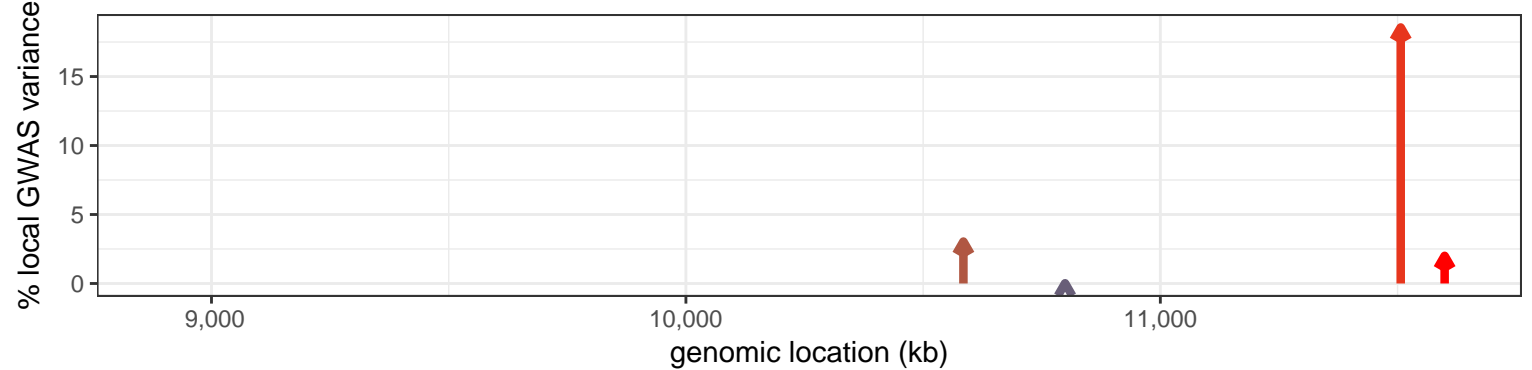 % local GWAS variance
15
10
5
0
9,000 10,000 11,000
genomic location (kb)